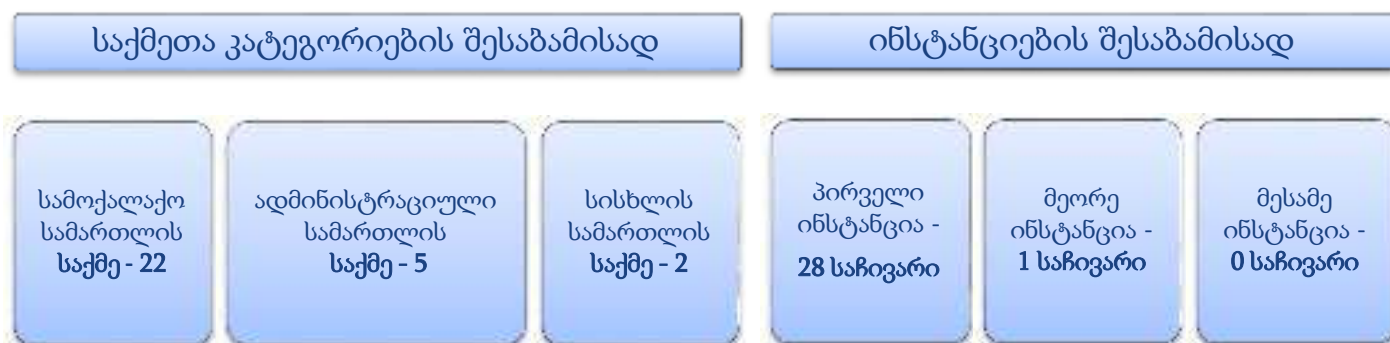 საქმეთა კატეგორიების შესაბამისად
სამოქალაქო
სამართლის
საქმე - 22
ადმინისტრაციული
სამართლის
საქმე - 5
სისხლის
სამართლის
საქმე - 2
ინსტანციების შესაბამისად
პირველი
ინსტანცია -
28 საჩივარი
მეორე
ინსტანცია -
1 საჩივარი
მესამე
ინსტანცია -
0 საჩივარი